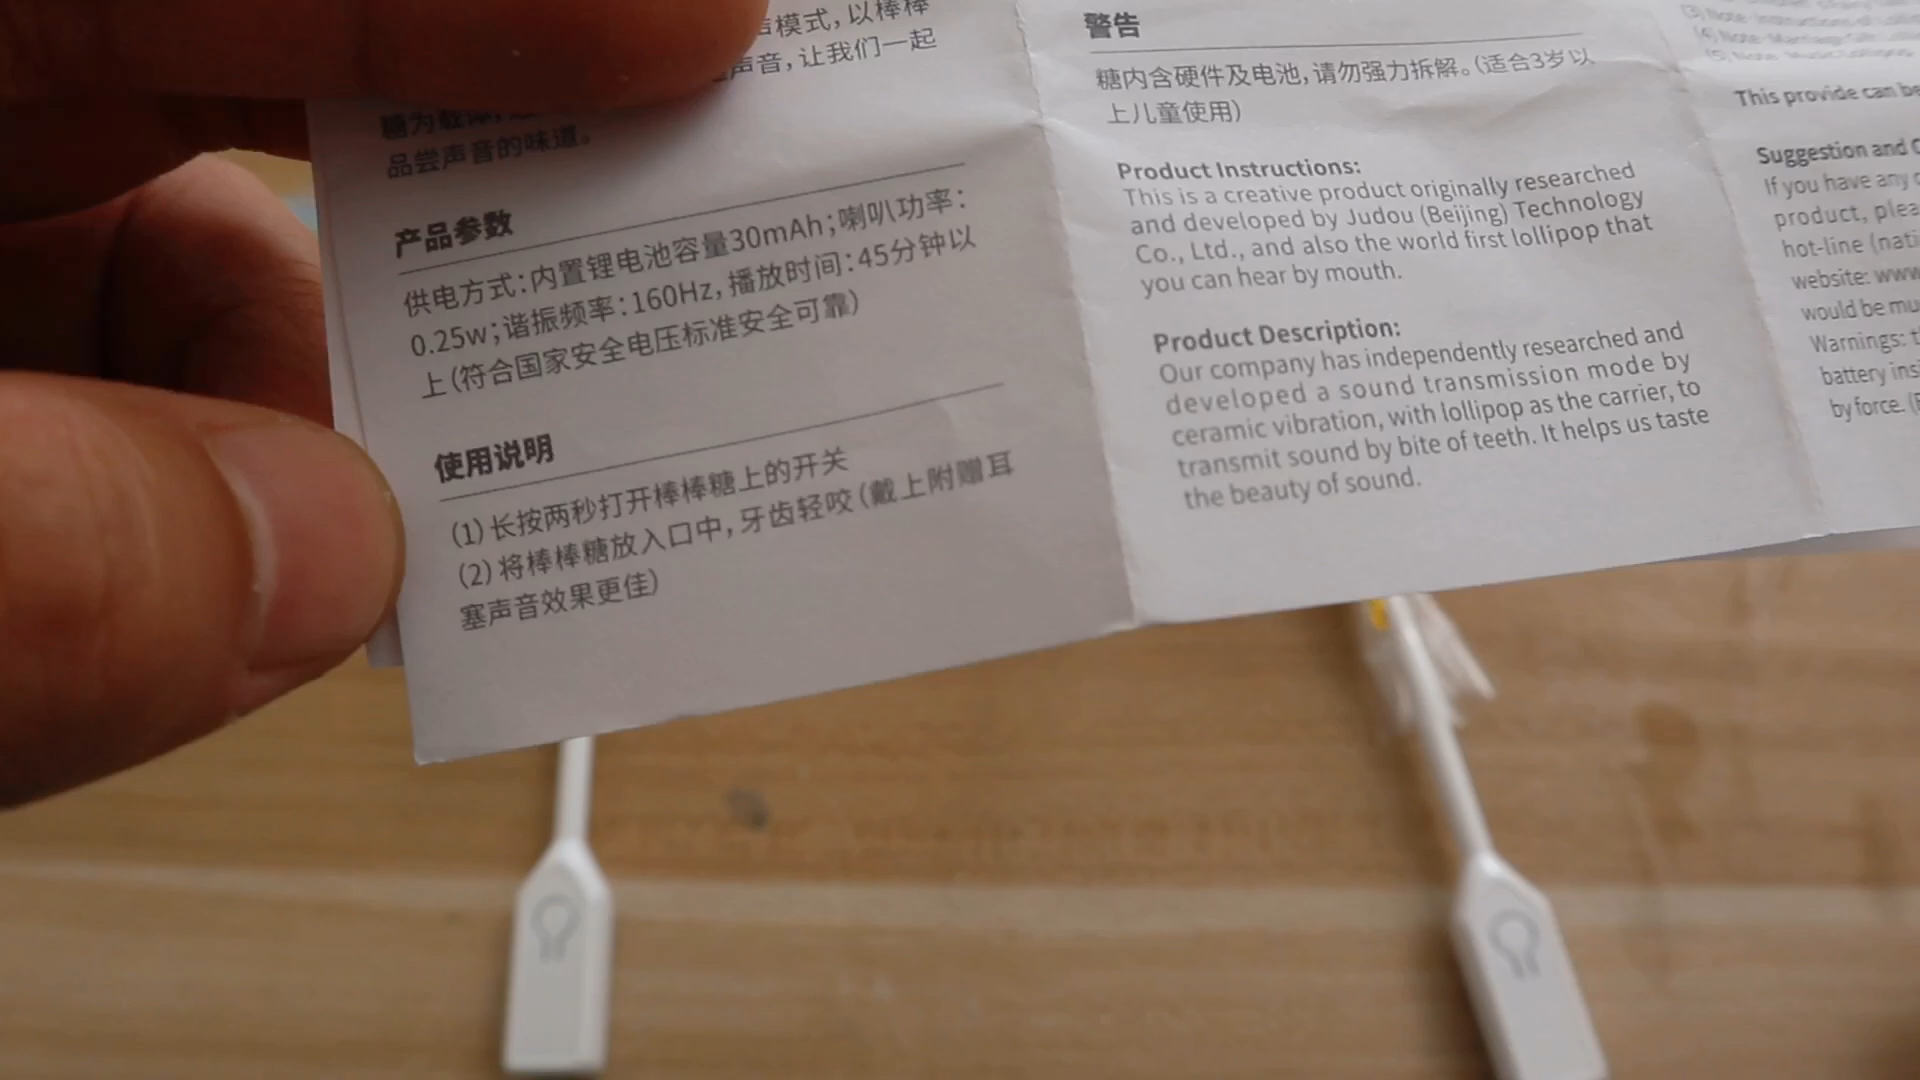 声模式，以棒棒
声音，让我们一起
糖为载体，
品尝声音的味道。
产品参数
供电方式：内置锂电池容量30mAh；喇叭功率：
0.25w；谐振频率：160Hz，播放时间：45分钟以
上（符合国家安全电压标准安全可靠）
使用说明
(1) 长按两秒打开棒棒糖上的开关
(2) 将棒棒糖放入口中，牙齿轻咬（戴上附赠耳
塞声音效果更佳）
警告
糖内含硬件及电池，请勿强力拆解。（适合3岁以
上儿童使用）
Product Instructions:
This is a creative product originally researched
and developed by Judou (Beijing) Technology
Co., Ltd., and also the world first lollipop that
you can hear by mouth.
Product Description:
Our company has independently researched and
developed a sound transmission mode by
ceramic vibration, with lollipop as the carrier, to
transmit sound by bite of teeth. It helps us taste
the beauty of sound.
(4) Note
(5) Note
This provide can be
Suggestion and
If you have any
product, plea
hot-line (nati
website: www
would be mu
Warnings: t
battery ins
by force. (